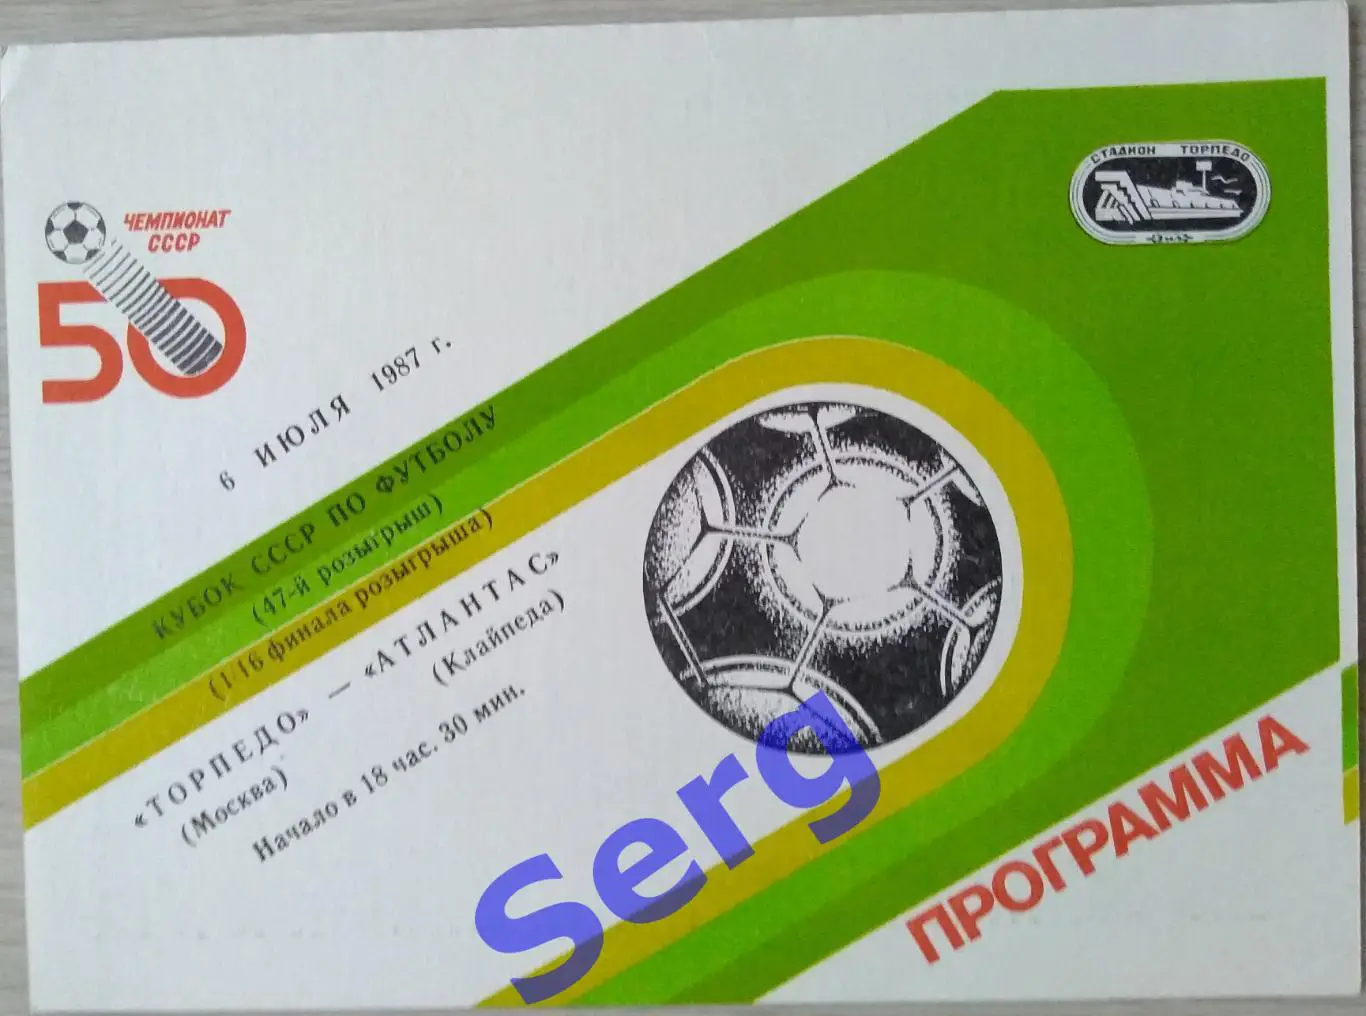 ЧЕМПИОНАТ
СССР
50
СТАДИОН ТОРПЕДО
6 ИЮЛЯ 1987 г.
КУБОК СССР ПО ФУТБОЛУ
(47-й розыгрыш)
(1/16 финала розыгрыша)
«ТОРПЕДО» — «АТЛАНТАС»
(Москва) (Клайпеда)
Начало в 18 час. 30 мин.
ПРОГРАММА
Serg